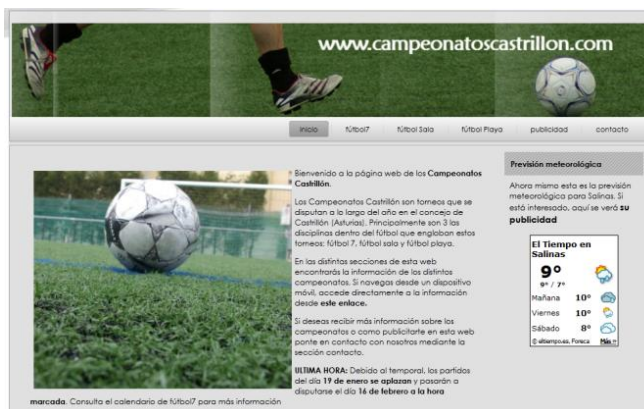 www.campeonatoscastrillon.com
inicio fútbol7 fútbol Sala fútbol Playa publicidad contacto
Bienvenido a la página web de los Campeonatos
Castrillón.
Los Campeonatos Castrillón son torneos que se
disputan a lo largo del año en el concejo de
Castrillón (Asturias). Principalmente son 3 las
disciplinas dentro del fútbol que engloban estos
torneos: fútbol 7, fútbol sala y fútbol playa.
En las distintas secciones de esta web
encontrarás la información de los distintos
campeonatos. Si navegas desde un dispositivo
móvil, accede directamente a la información
desde este enlace.
Si deseas recibir más información sobre los
campeonatos o como publicitarte en esta web
ponte en contacto con nosotros mediante la
sección contacto.
ULTIMA HORA: Debido al temporal, los partidos
del día 19 de enero se aplazan y pasarán a
disputarse el día 16 de febrero a la hora
marcada. Consulta el calendario de fútbol7 para más información
Previsión meteorológica
Ahora mismo esta es la previsión
meteorológica para Salinas. Si
está interesado, aquí se verá su
publicidad
El Tiempo en
Salinas
9°
9° / 7°
Mañana 10°
Viernes 10°
Sábado 8°
© eltiempo.es, Foreca Más »